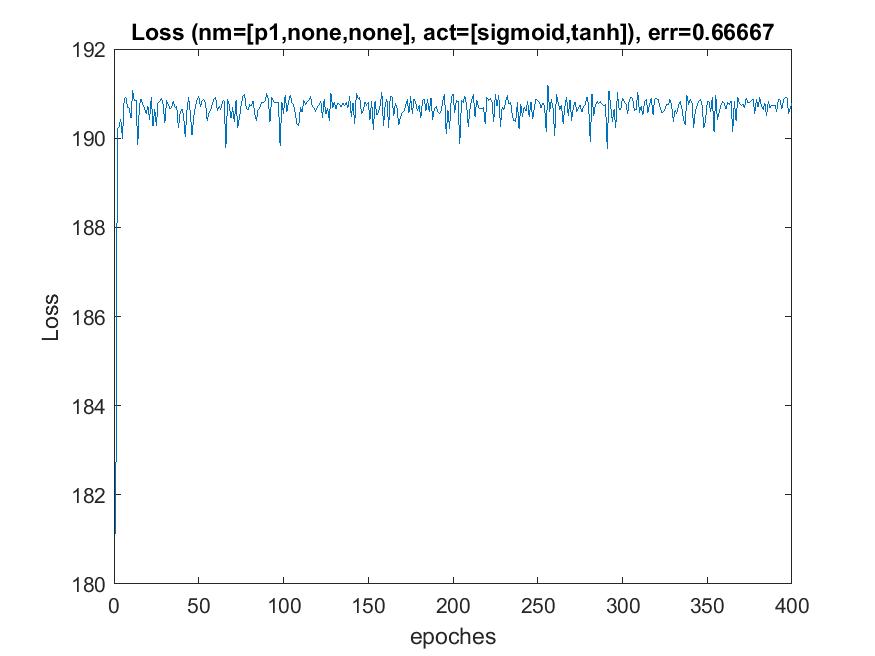 Loss (nm=[p1,none,none], act=[sigmoid,tanh]), err=0.66667
192
190
188
186
184
182
180
Loss
0 50 100 150 200 250 300 350 400
epoches